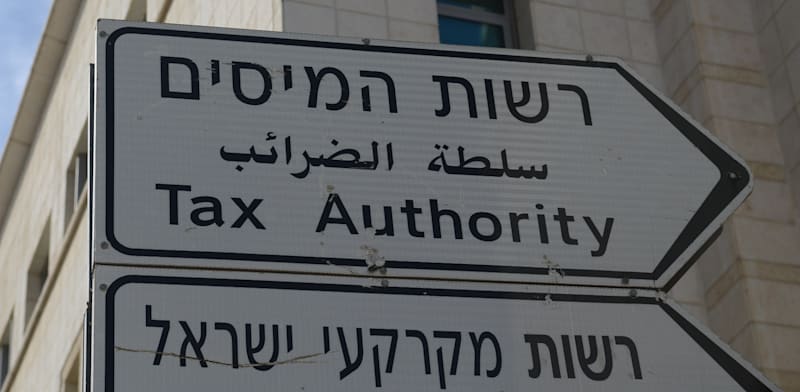 רשות המיסים
سلطة الضرائب
Tax Authority
רשות מקרקעי ישראל